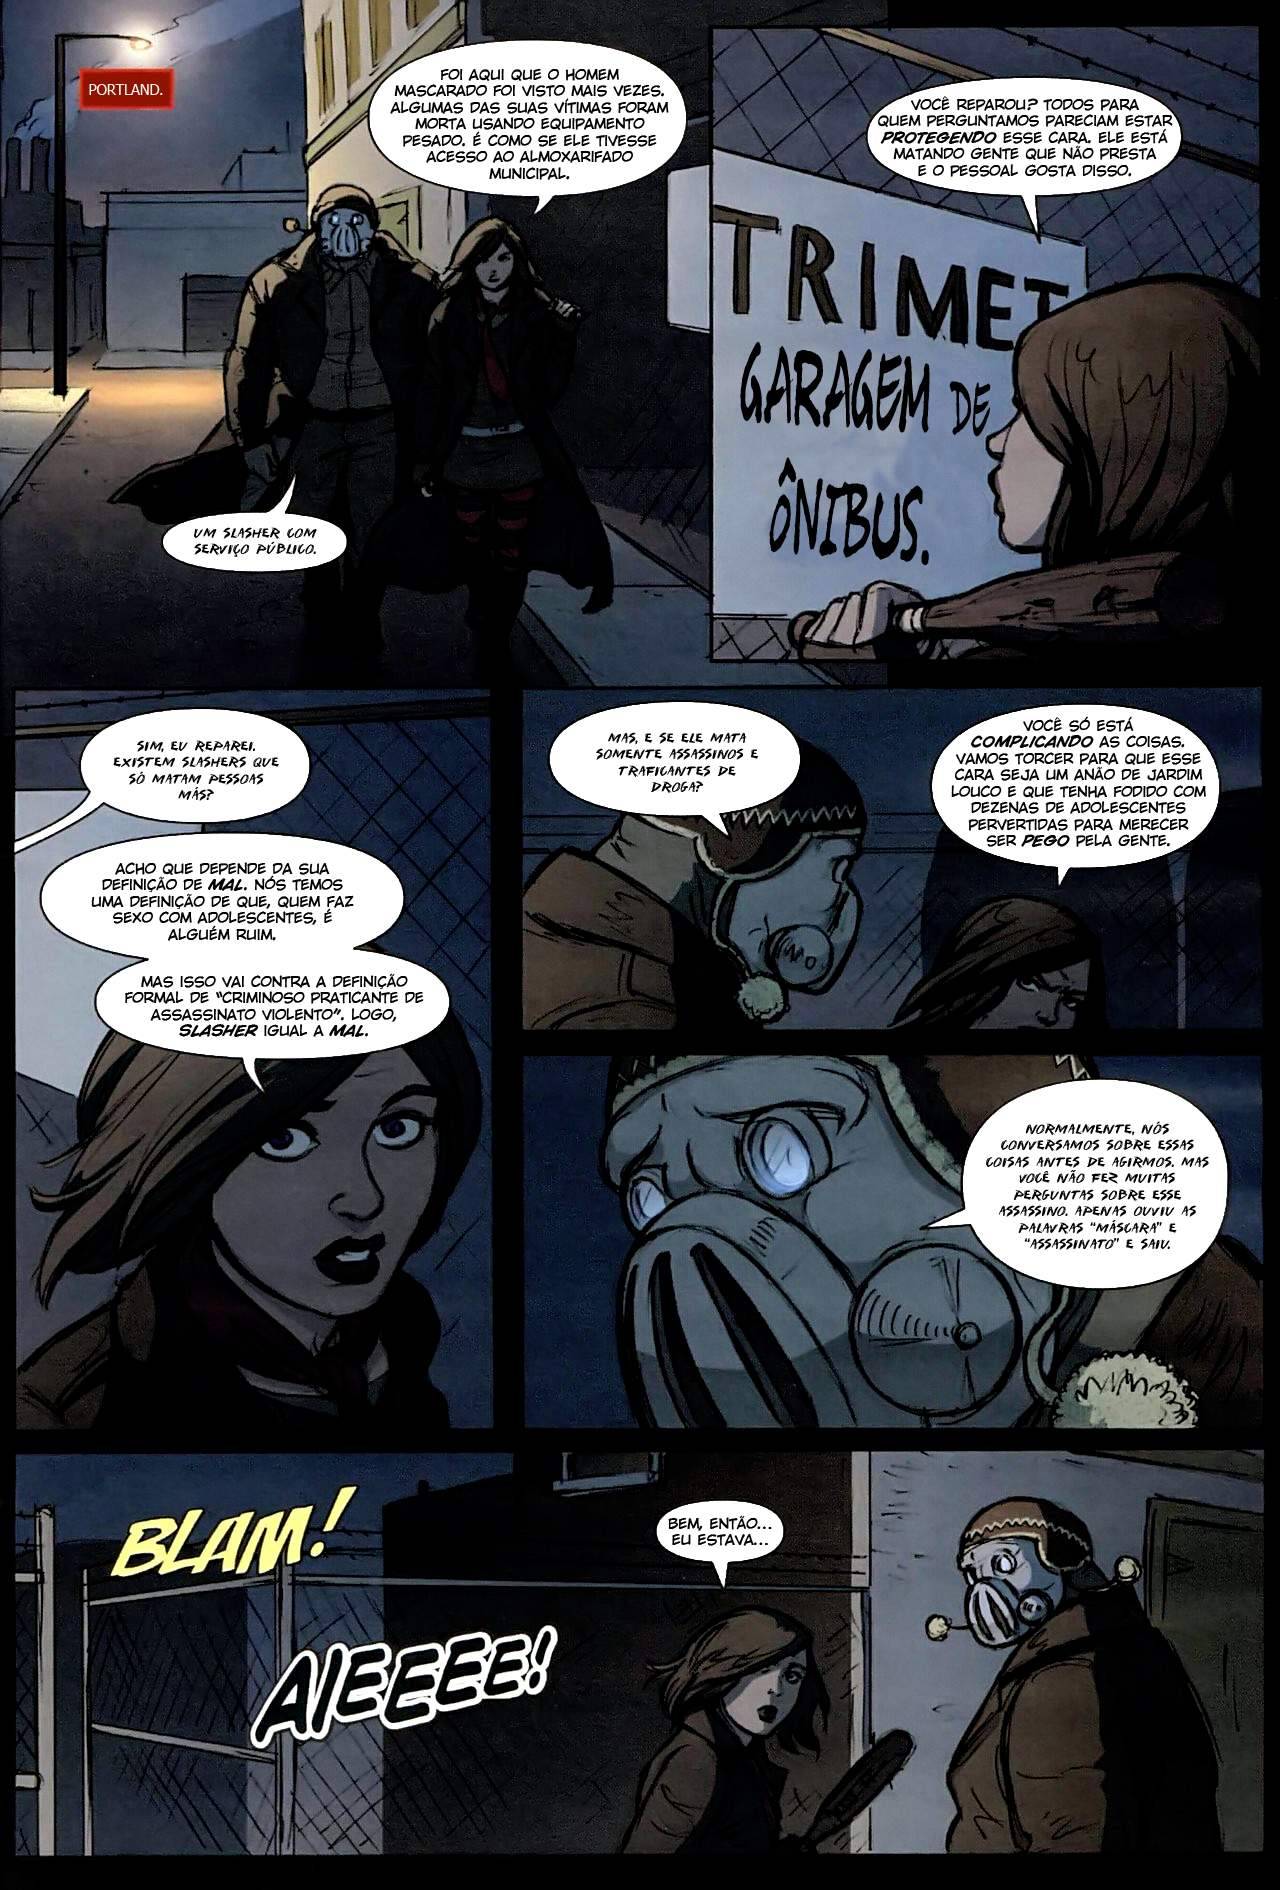 PORTLAND.
FOI AQUI QUE O HOMEM
MASCARADO FOI VISTO MAIS VEZES.
ALGUMAS DAS SUAS VÍTIMAS FORAM
MORTA USANDO EQUIPAMENTO
PESADO. É COMO SE ELE TIVESSE
ACESSO AO ALMOXARIFADO
MUNICIPAL.
UM SLASHER COM
SERVIÇO PÚBLICO.
VOCÊ REPAROU? TODOS PARA
QUEM PERGUNTAMOS PARECIAM ESTAR
PROTEGENDO ESSE CARA. ELE ESTÁ
MATANDO GENTE QUE NÃO PRESTA
E O PESSOAL GOSTA DISSO.
TRIMET
GARAGEM DE
ÔNIBUS.
SIM, EU REPAREI.
EXISTEM SLASHERS QUE
SÓ MATAM PESSOAS
MÁS?
ACHO QUE DEPENDE DA SUA
DEFINIÇÃO DE MAL. NÓS TEMOS
UMA DEFINIÇÃO DE QUE, QUEM FAZ
SEXO COM ADOLESCENTES, É
ALGUÉM RUIM.
MAS ISSO VAI CONTRA A DEFINIÇÃO
FORMAL DE “CRIMINOSO PRATICANTE DE
ASSASSINATO VIOLENTO”. LOGO,
SLASHER IGUAL A MAL.
MAS, E SE ELE MATA
SOMENTE ASSASSINOS E
TRAFICANTES DE
DROGA?
VOCÊ SÓ ESTÁ
COMPLICANDO AS COISAS.
VAMOS TORCER PARA QUE ESSE
CARA SEJA UM ANÃO DE JARDIM
LOUCO E QUE TENHA FODIDO COM
DEZENAS DE ADOLESCENTES
PERVERTIDAS PARA MERECER
SER PEGO PELA GENTE.
NORMALMENTE, NÓS
CONVERSAMOS SOBRE ESSAS
COISAS ANTES DE AGIRMOS. MAS
VOCÊ NÃO FEZ MUITAS
PERGUNTAS SOBRE ESSE
ASSASSINO. APENAS OUVIU AS
PALAVRAS “MÁSCARA” E
“ASSASSINATO” E SAIU.
BLAM!
AIEEEEE!
BEM, ENTÃO...
EU ESTAVA...